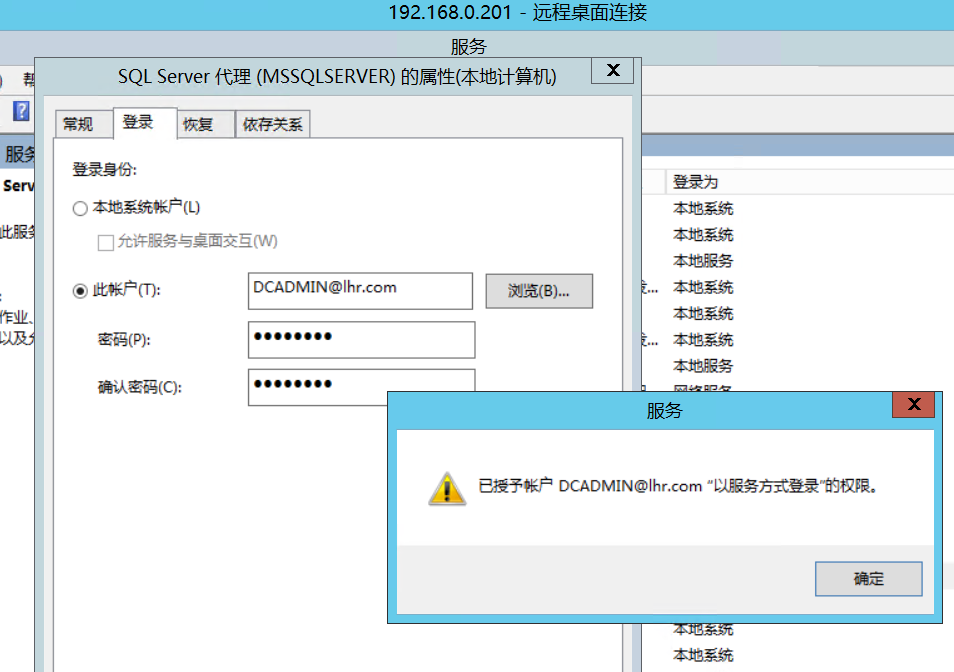 192.168.0.201 - 远程桌面连接
服务
SQL Server 代理 (MSSQLSERVER) 的属性(本地计算机)
X
帮
?
常规
登录
恢复
依存关系
服务
登录身份:
Serv
登录为
本地系统帐户(L)
本地系统
此服务
允许服务与桌面交互(W)
本地系统
本地服务
此帐户(T):
DCADMIN@lhr.com
浏览(B)...
...
本地系统
作业、
本地系统
以及
密码(P):
●●●●●●●●
...
本地系统
本地服务
确认密码(C):
●●●●●●●●
网络服务
服务
X
已授予帐户 DCADMIN@lhr.com “以服务方式登录”的权限。
确定
本地系统
本地系统